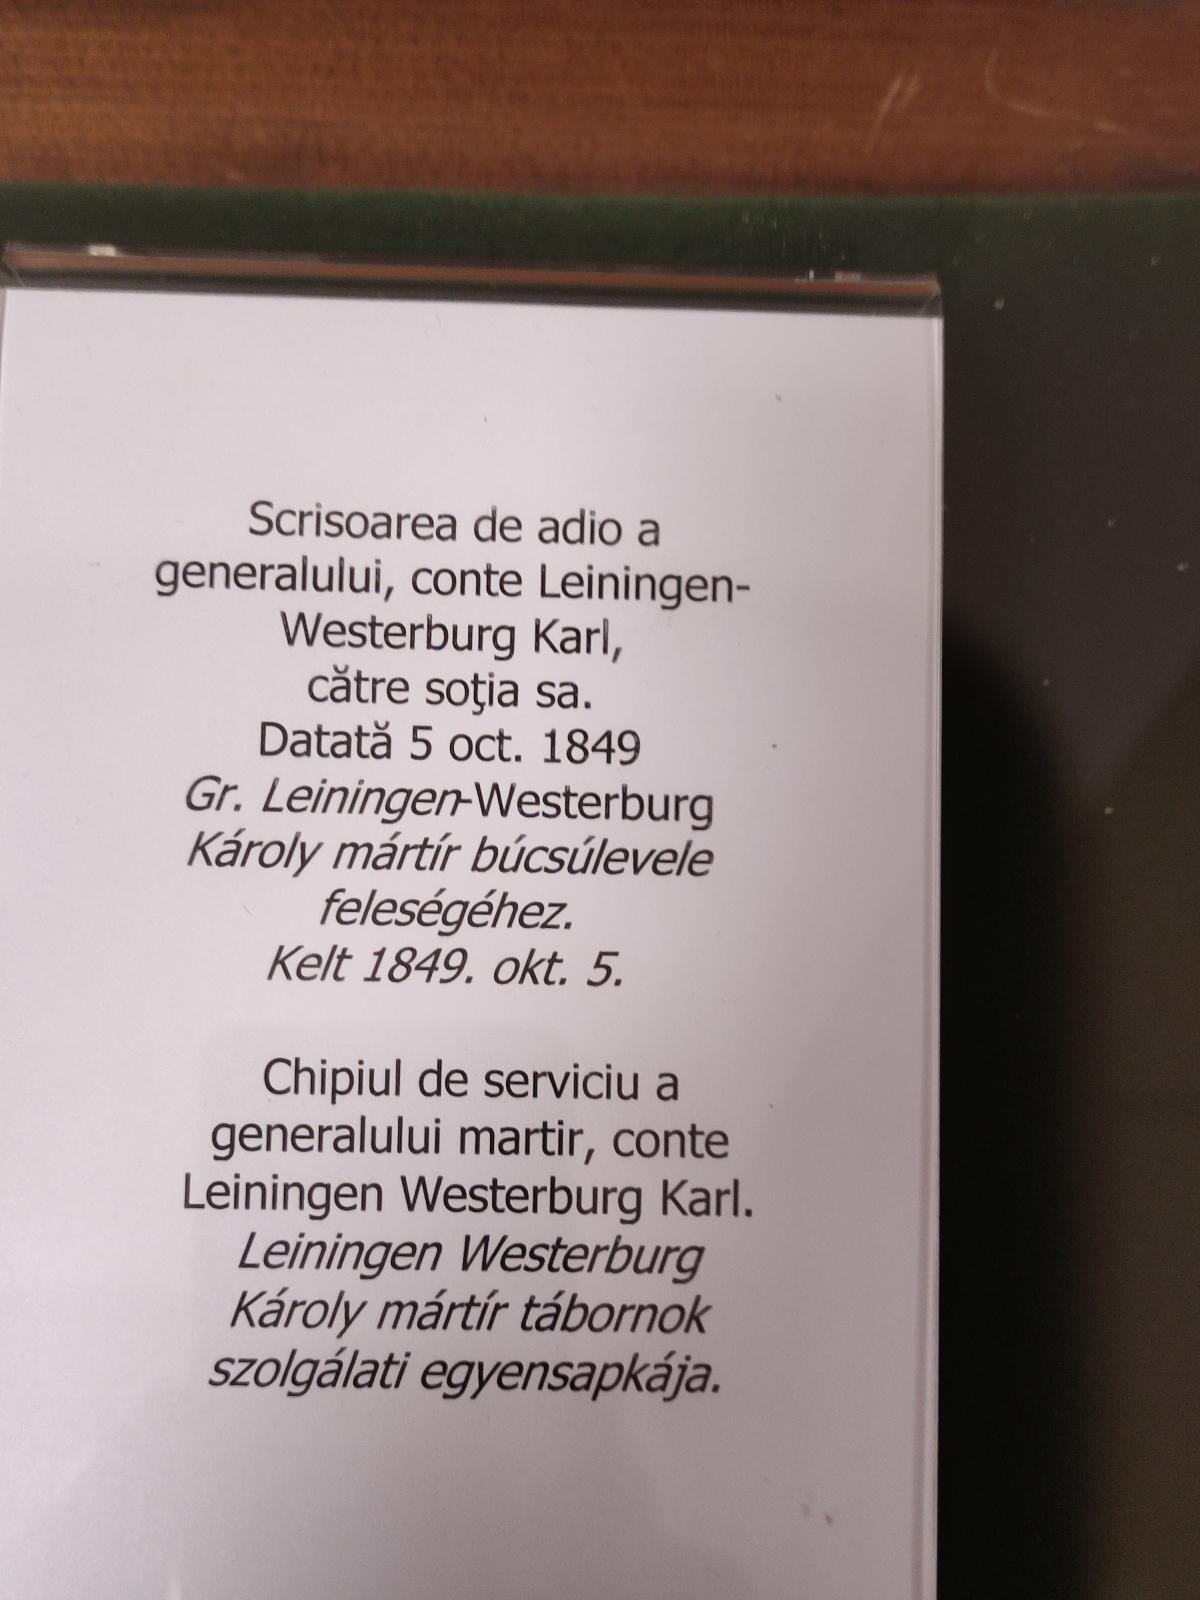 Scrisoarea de adio a
generalului, conte Leiningen-
Westerburg Karl,
către soţia sa.
Datată 5 oct. 1849
Gr. Leiningen-Westerburg
Károly mártír búcsúlevele
feleségéhez.
Kelt 1849. okt. 5.
Chipiul de serviciu a
generalului martir, conte
Leiningen Westerburg Karl.
Leiningen Westerburg
Károly mártír tábornok
szolgálati egyensapkája.